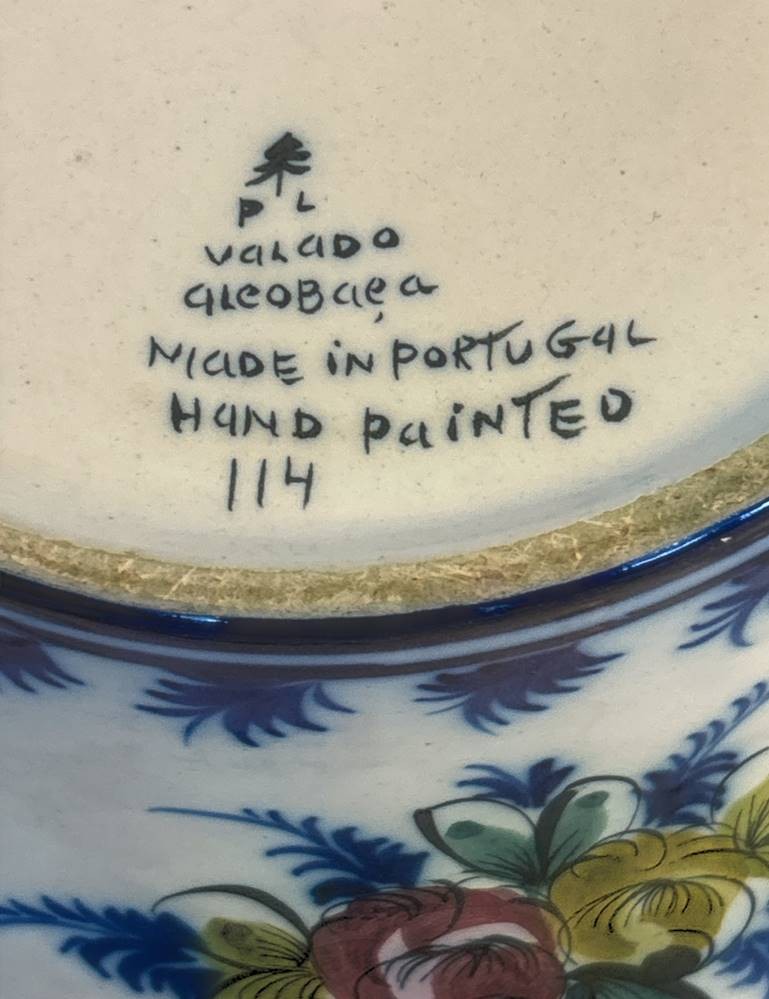 P L
VALADO
ALCOBAÇA
MADE iN PORTUGAL
HAND PAiNTED
114